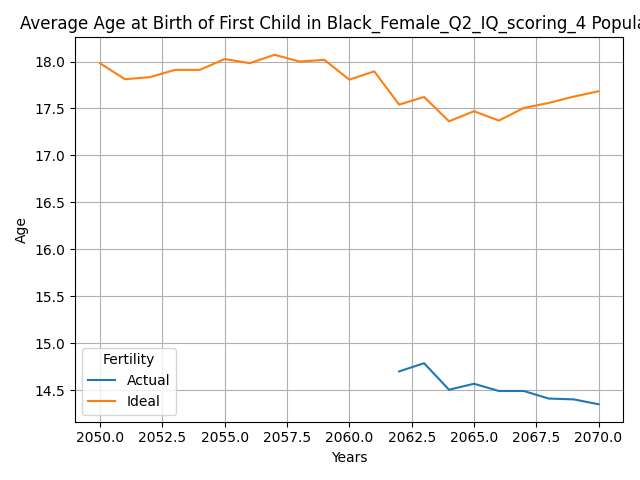 Average Age at Birth of First Child in Black_Female_Q2_IQ_scoring_4 Popula
18.0
17.5
17.0
16.5
16.0
15.5
15.0
14.5
Age
Fertility
Actual
Ideal
2050.0 2052.5 2055.0 2057.5 2060.0 2062.5 2065.0 2067.5 2070.0
Years